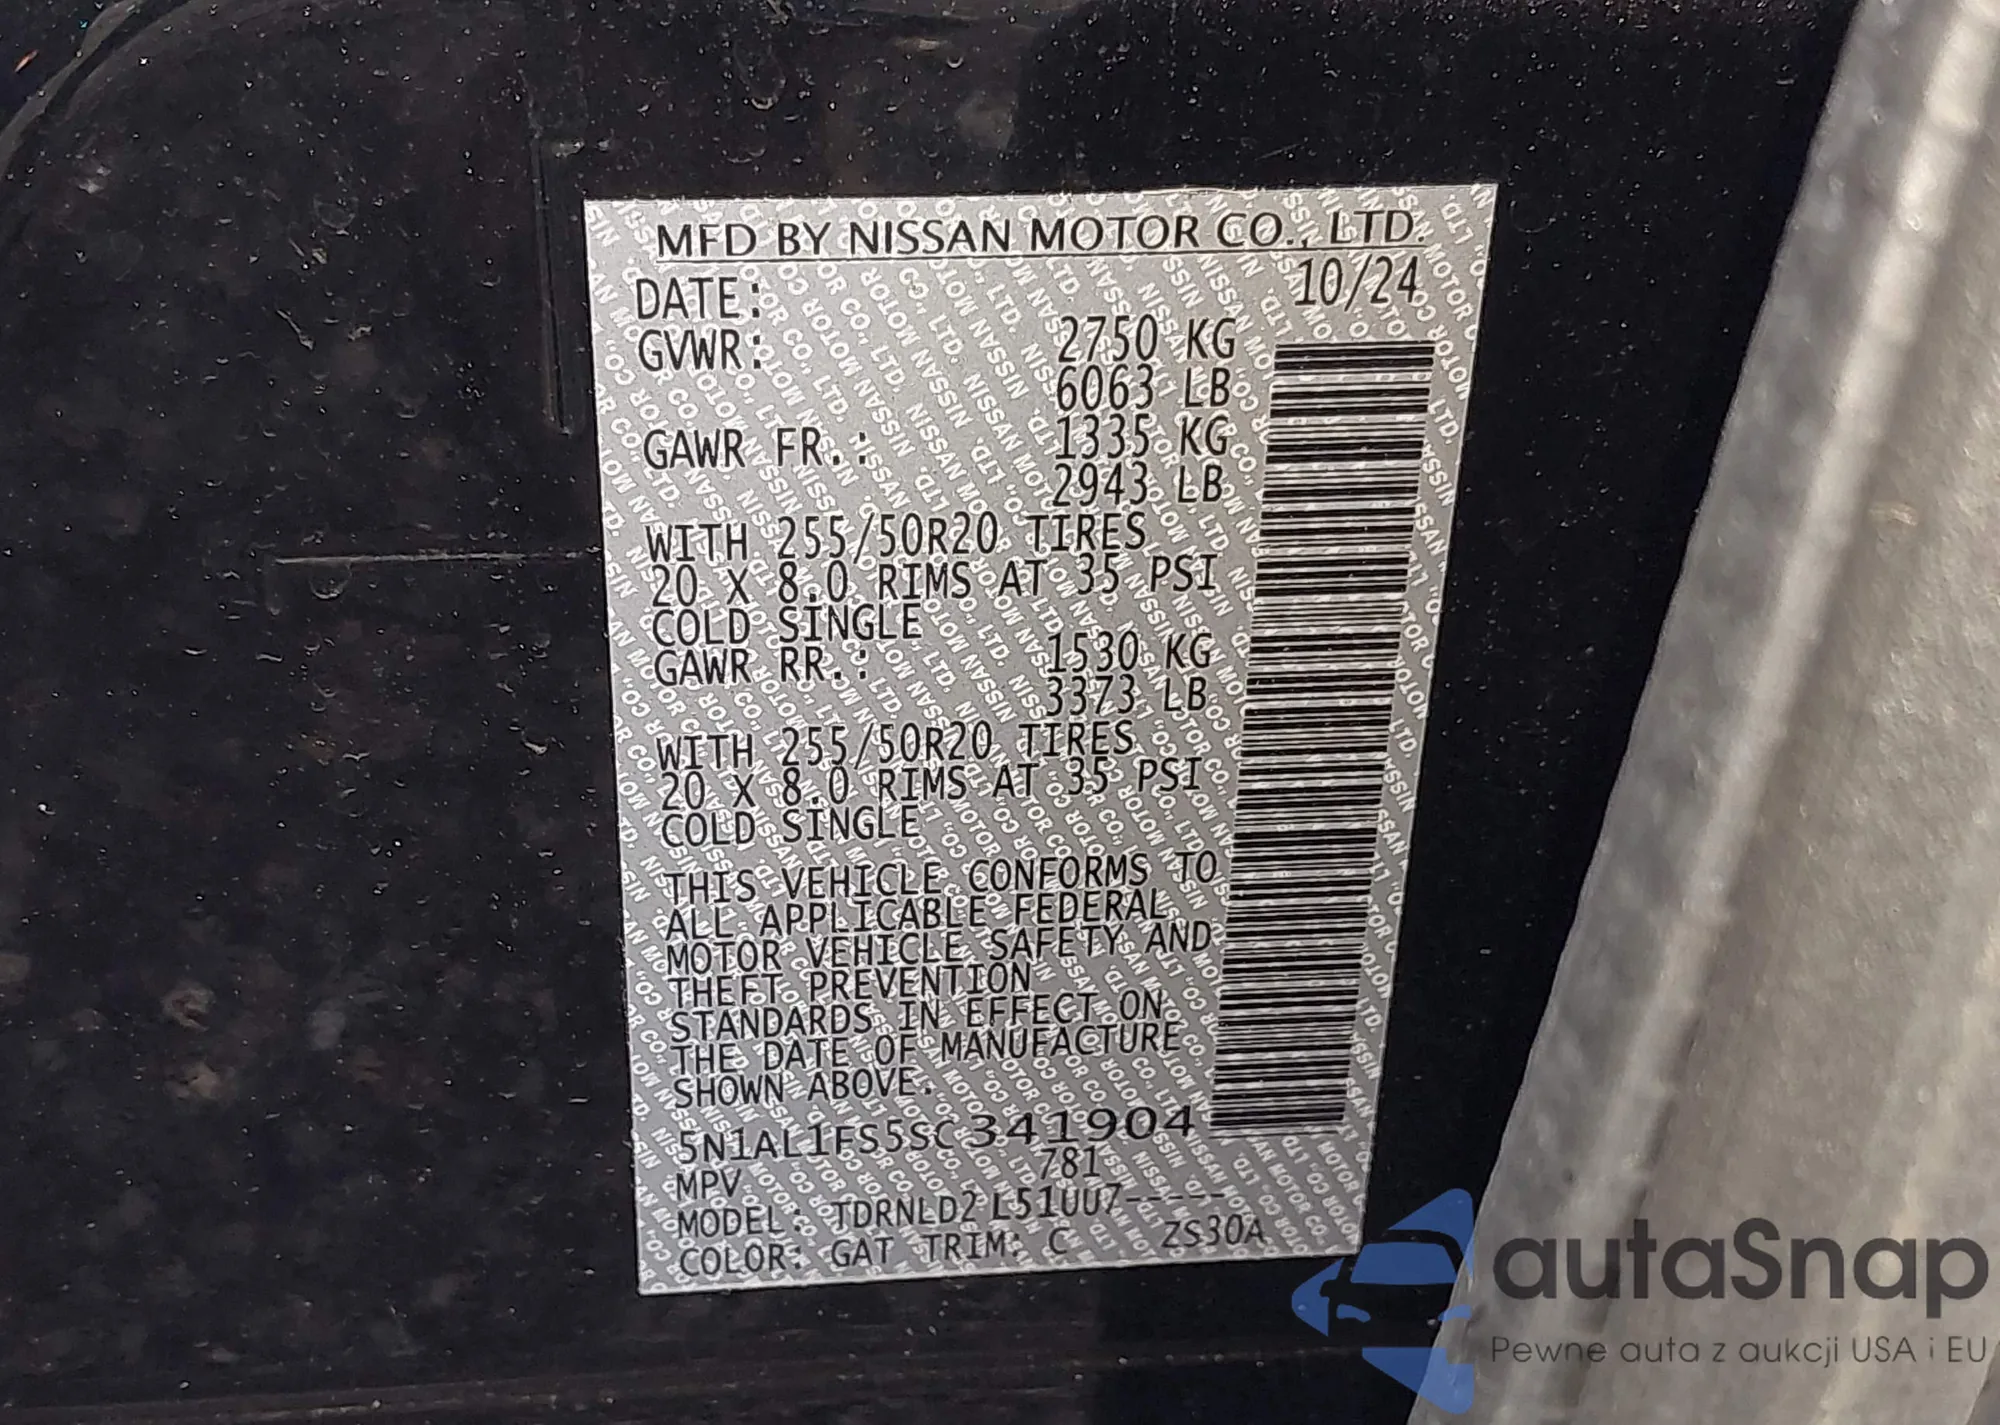 MFD BY NISSAN MOTOR CO., LTD.
DATE: 10/24
GVWR: 2750 KG
6063 LB
GAWR FR.: 1335 KG
2943 LB
WITH 255/50R20 TIRES
20 X 8.0 RIMS AT 35 PSI
COLD SINGLE
GAWR RR.: 1530 KG
3373 LB
WITH 255/50R20 TIRES
20 X 8.0 RIMS AT 35 PSI
COLD SINGLE
THIS VEHICLE CONFORMS TO
ALL APPLICABLE FEDERAL
MOTOR VEHICLE SAFETY AND
THEFT PREVENTION
STANDARDS IN EFFECT ON
THE DATE OF MANUFACTURE
SHOWN ABOVE.
5N1AL1FS5SC341904
MPV 781
MODEL: TDRNLD2 L51UU7-----
COLOR: GAT TRIM: C ZS30A
autaSnap
Pewne auta z aukcji USA i EU